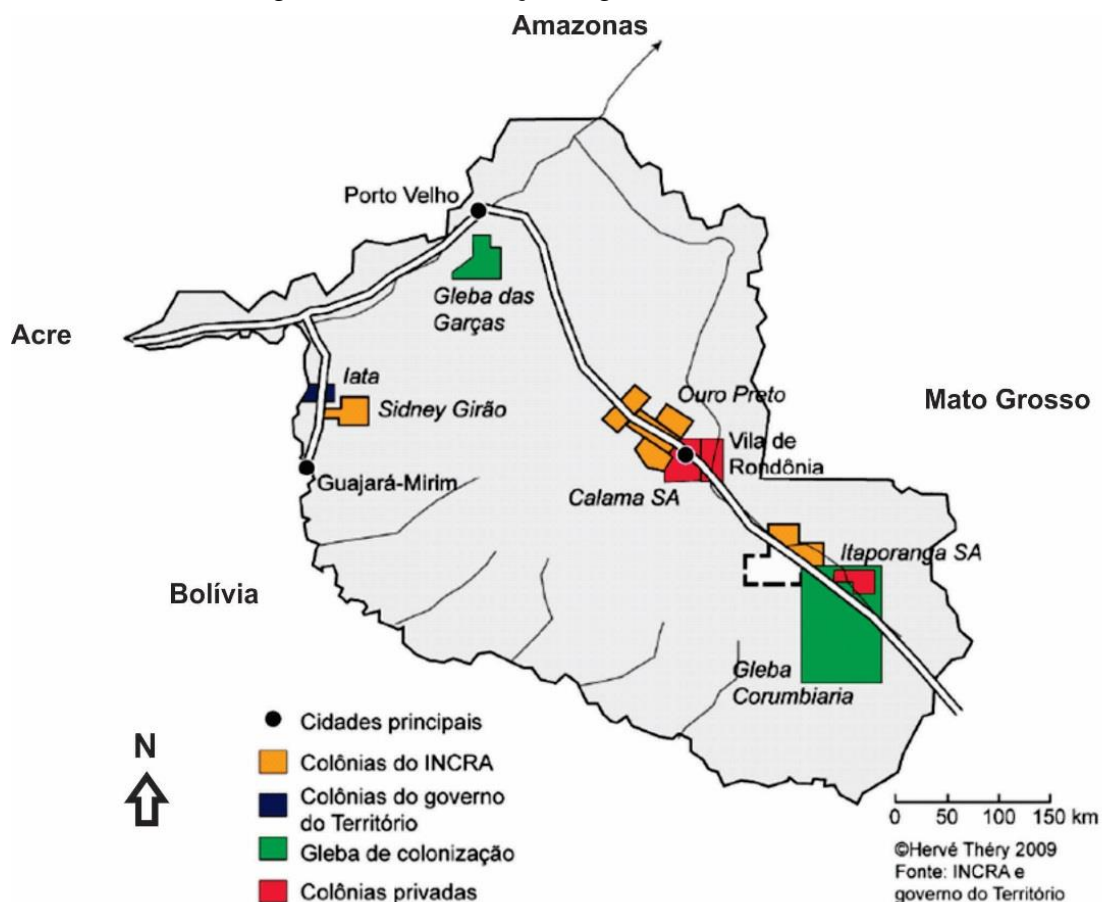 Amazonas
Porto Velho
Gleba das
Garças
Acre
Iata
Sidney Girão
Guajará-Mirim
Ouro Preto
Mato Grosso
Vila de
Rondônia
Calama SA
Itaporanga SA
Bolívia
Gleba
Corumbiaria
N
Cidades principais
Colônias do INCRA
Colônias do governo
do Território
Gleba de colonização
Colônias privadas
0 50 100 150 km
©Hervé Théry 2009
Fonte: INCRA e
governo do Território